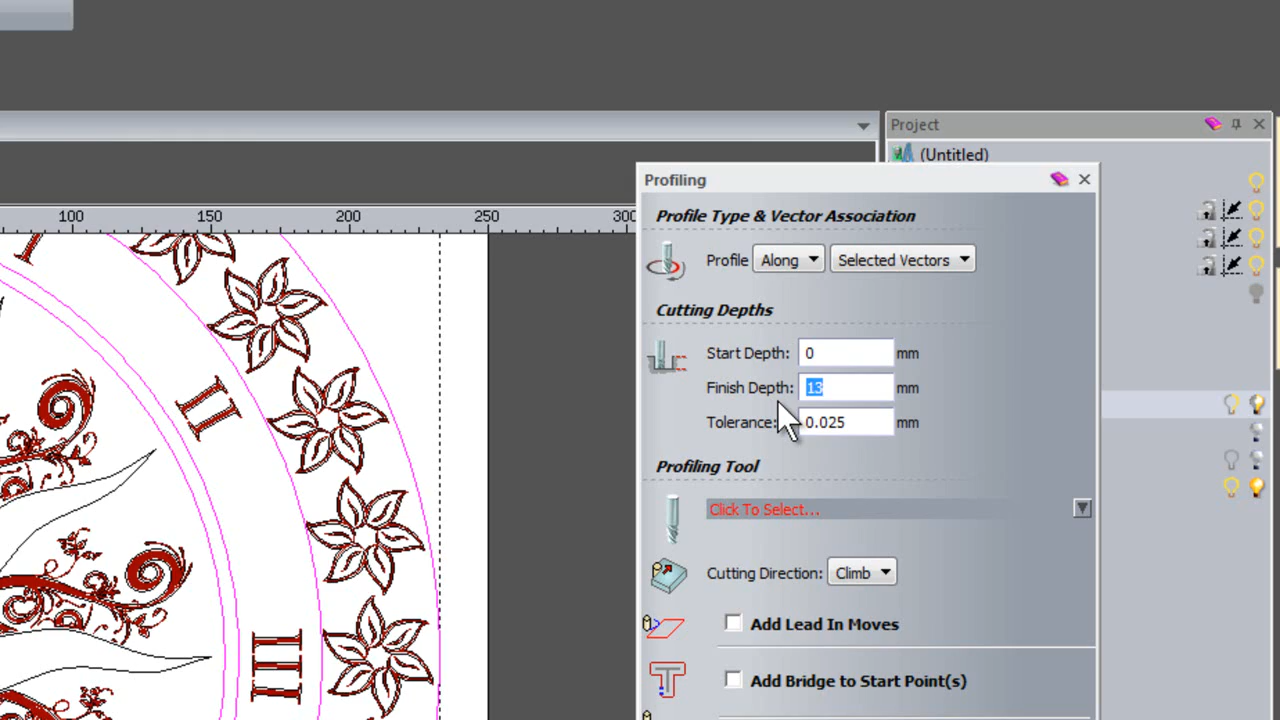 Project
(Untitled)
Profiling
Profile Type & Vector Association
Profile Along Selected Vectors
Cutting Depths
Start Depth: 0 mm
Finish Depth: 13 mm
Tolerance: 0.025 mm
Profiling Tool
Click To Select...
Cutting Direction: Climb
Add Lead In Moves
Add Bridge to Start Point(s)
100 150 200 250 300
I
II
III